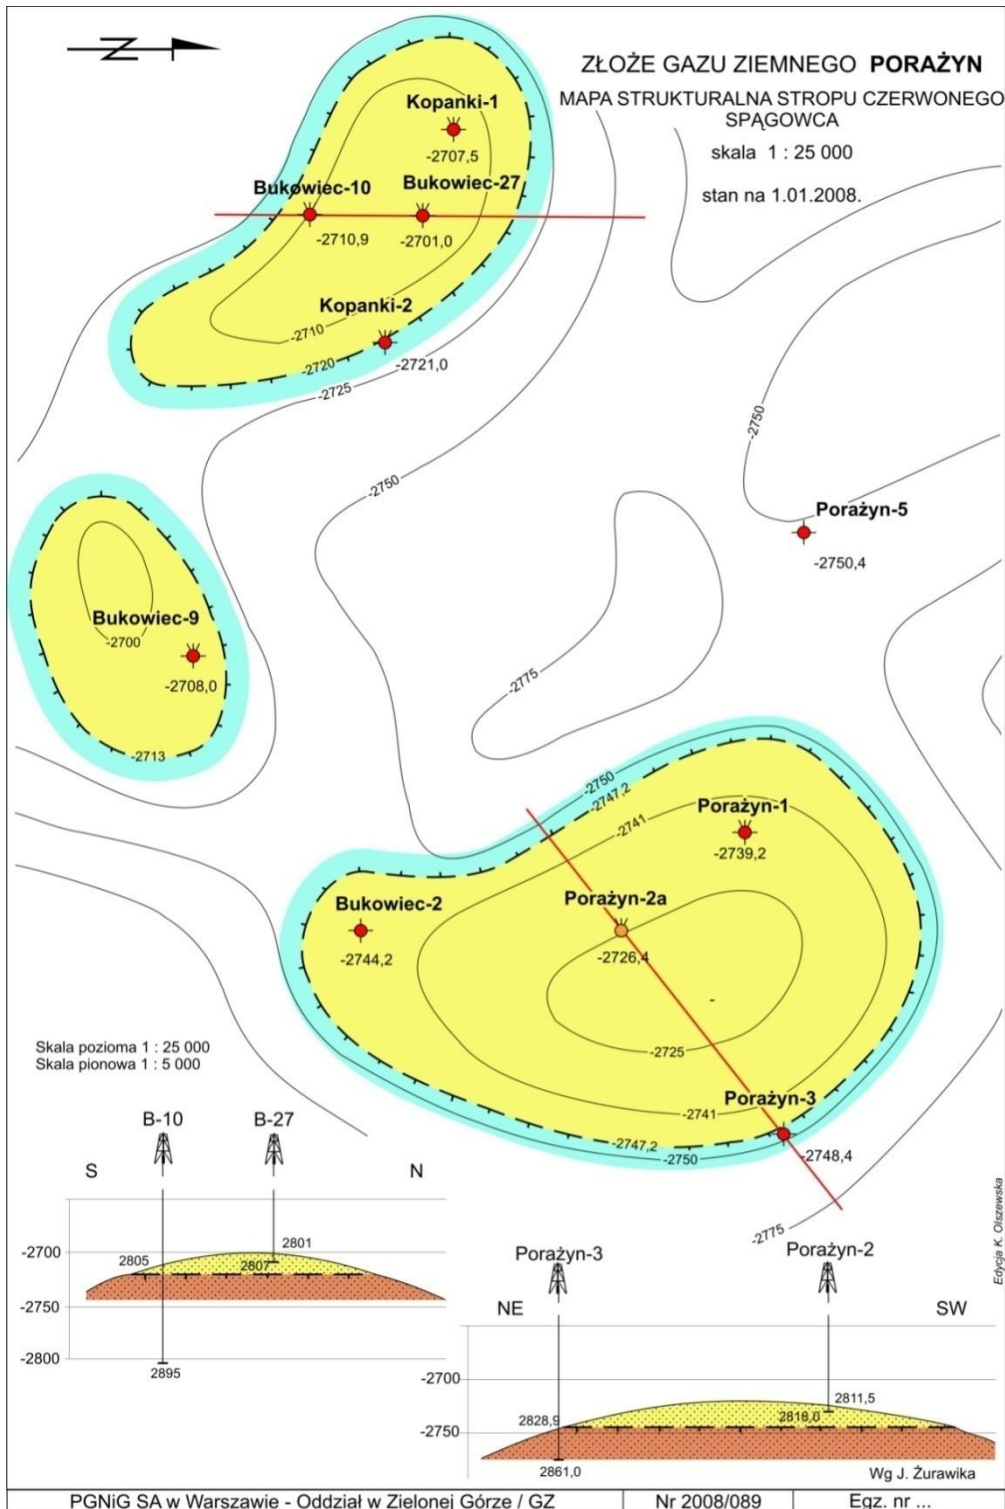 N
ZŁOŻE GAZU ZIEMNEGO PORAŻYN
MAPA STRUKTURALNA STROPU CZERWONEGO
SPĄGOWCA
skala 1 : 25 000
stan na 1.01.2008.
Kopanki-1
-2707,5
Bukowiec-10
Bukowiec-27
-2710,9
-2701,0
Kopanki-2
-2710
-2720
-2721,0
-2725
-2750
-2750
Porażyn-5
-2750,4
Bukowiec-9
-2700
-2708,0
-2713
-2775
-2750
-2747,2
-2741
Porażyn-1
-2739,2
Bukowiec-2
-2744,2
Porażyn-2a
-2726,4
-
-2725
Porażyn-3
-2741
-2747,2
-2750
-2748,4
-2775
Skala pozioma 1 : 25 000
Skala pionowa 1 : 5 000
B-10
B-27
S
N
-2700
2805
2801
2807
-2750
-2800
2895
Porażyn-3
Porażyn-2
NE
SW
-2700
2811,5
2828,9
2818,0
-2750
2861,0
Wg J. Żurawika
Edycja K. Olszewska
PGNiG SA w Warszawie - Oddział w Zielonej Górze / GZ
Nr 2008/089
Egz. nr ...